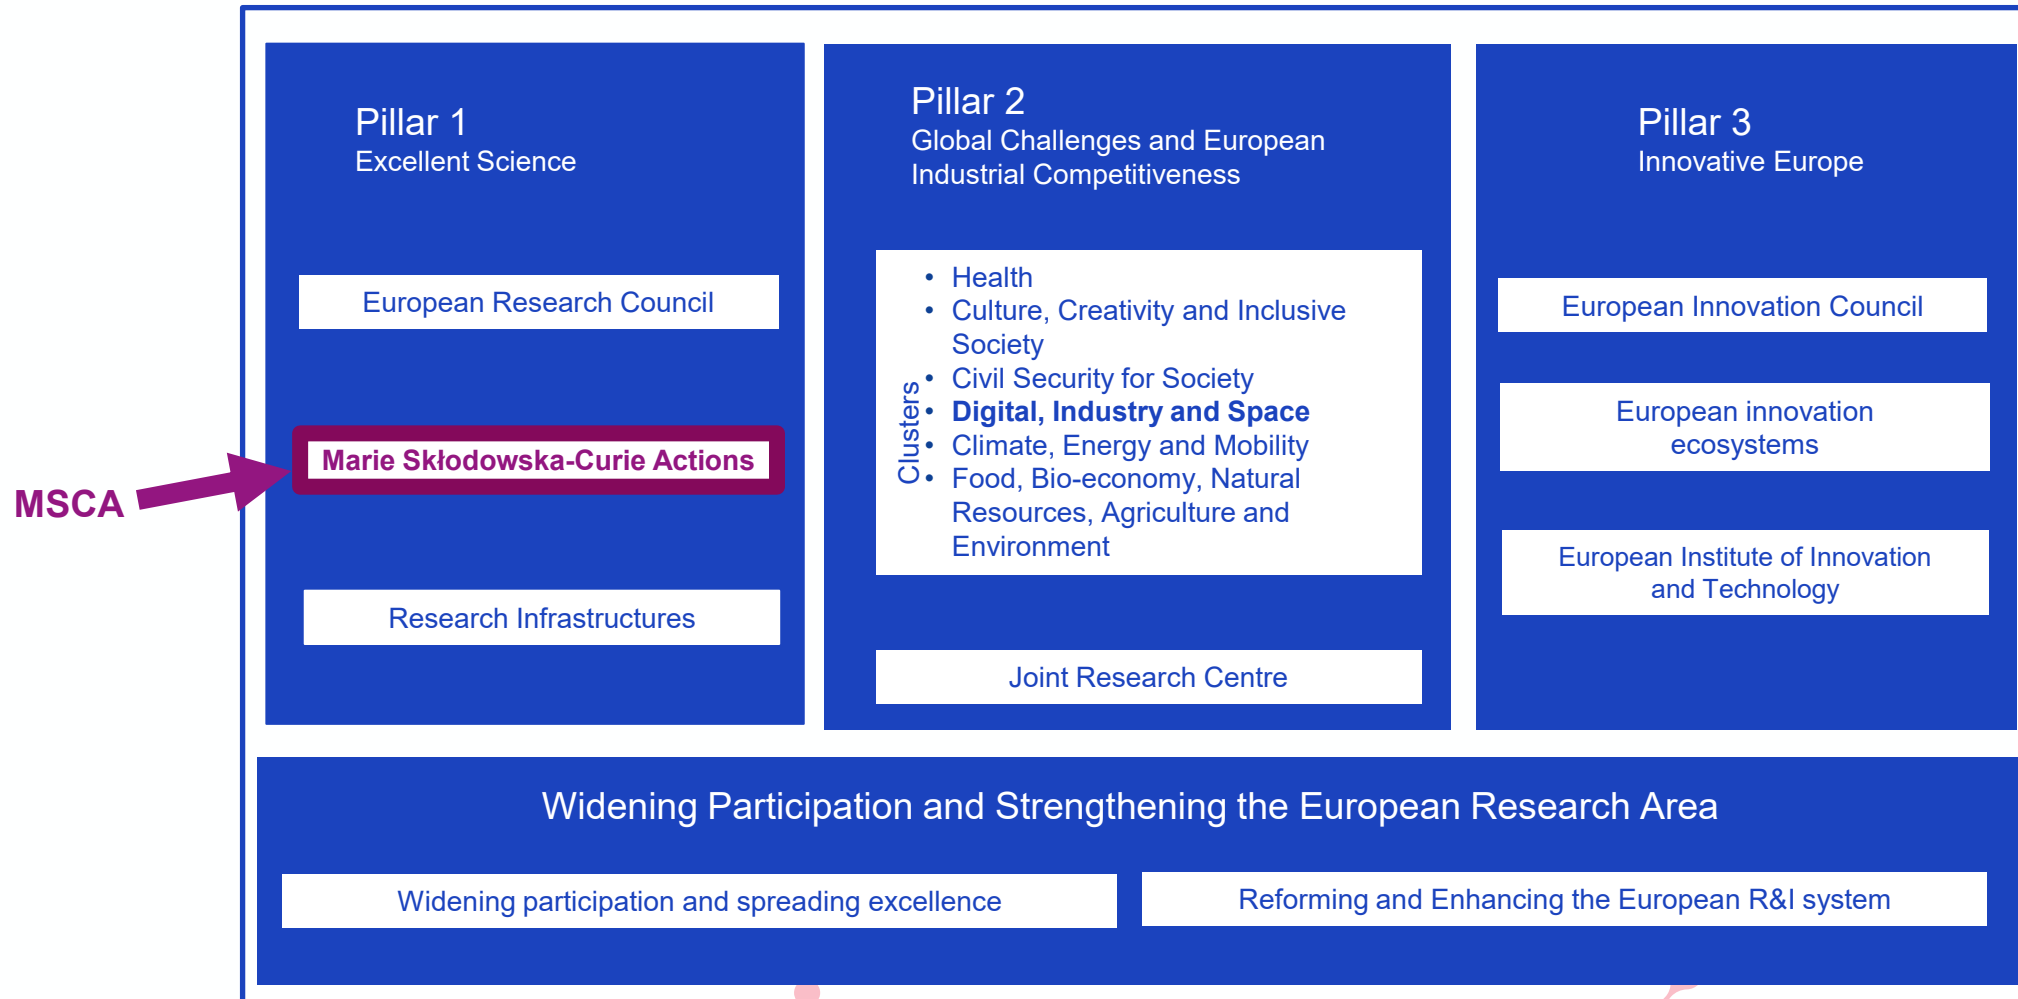 MSCA
Pillar 1
Excellent Science
European Research Council
Marie Skłodowska-Curie Actions
Research Infrastructures
Pillar 2
Global Challenges and European
Industrial Competitiveness
Clusters
• Health
• Culture, Creativity and Inclusive
Society
• Civil Security for Society
• Digital, Industry and Space
• Climate, Energy and Mobility
• Food, Bio-economy, Natural
Resources, Agriculture and
Environment
Joint Research Centre
Pillar 3
Innovative Europe
European Innovation Council
European innovation
ecosystems
European Institute of Innovation
and Technology
Widening Participation and Strengthening the European Research Area
Widening participation and spreading excellence
Reforming and Enhancing the European R&I system